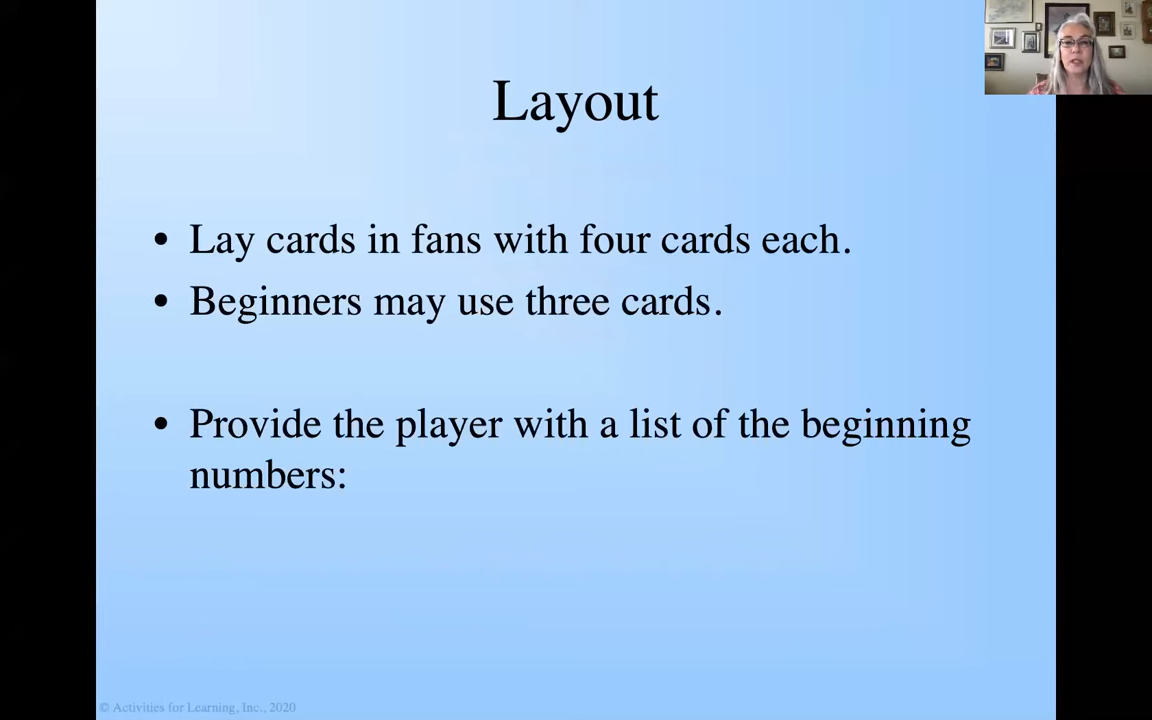 Layout
• Lay cards in fans with four cards each.
• Beginners may use three cards.
• Provide the player with a list of the beginning
numbers:
© Activities for Learning, Inc., 2020